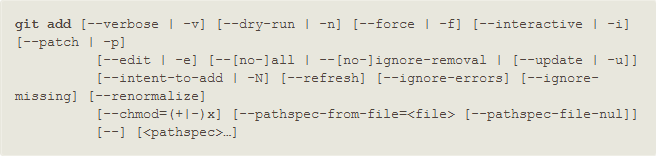 git add [--verbose | -v] [--dry-run | -n] [--force | -f] [--interactive | -i]
[--patch | -p]
[--edit | -e] [--[no-]all | --[no-]ignore-removal | [--update | -u]]
[--intent-to-add | -N] [--refresh] [--ignore-errors] [--ignore-
missing] [--renormalize]
[--chmod=(+|-)x] [--pathspec-from-file=<file> [--pathspec-file-nul]]
[--] [<pathspec>…]